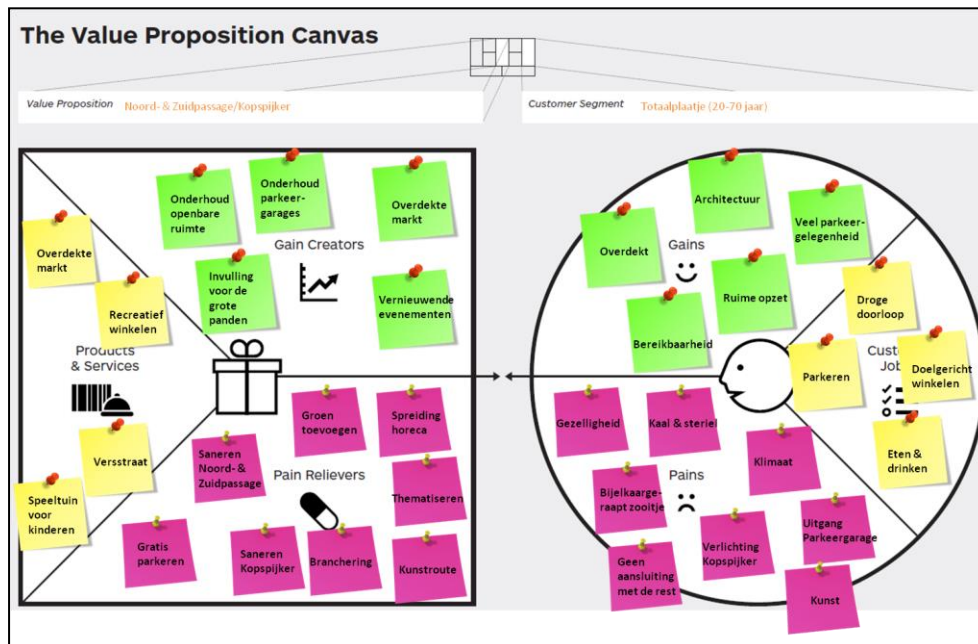 The Value Proposition Canvas
Value Proposition
Noord- & Zuidpassage/Kopspijker
Customer Segment
Totaalplaatje (20-70 jaar)
Onderhoud
openbare
ruimte
Onderhoud
parkeer-
garages
Overdekte
markt
Overdekte
markt
Gain Creators
Invulling
voor de
grote
panden
Vernieuwende
evenementen
Recreatief
winkelen
Products
& Services
Versstraat
Speeltuin
voor
kinderen
Groen
toevoegen
Spreiding
horeca
Saneren
Noord- &
Zuidpassage
Pain Relievers
Thematiseren
Gratis
parkeren
Saneren
Kopspijker
Branchering
Kunstroute
Architectuur
Veel parkeer-
gelegenheid
Overdekt
Gains
Ruime opzet
Bereikbaarheid
Droge
doorloop
Parkeren
Custo
Job
Doelgericht
winkelen
Eten &
drinken
Gezelligheid
Kaal & steriel
Klimaat
Pains
Bijelkaarge-
raapt zooitje
Verlichting
Kopspijker
Uitgang
Parkeergarage
Geen
aansluiting
met de rest
Kunst